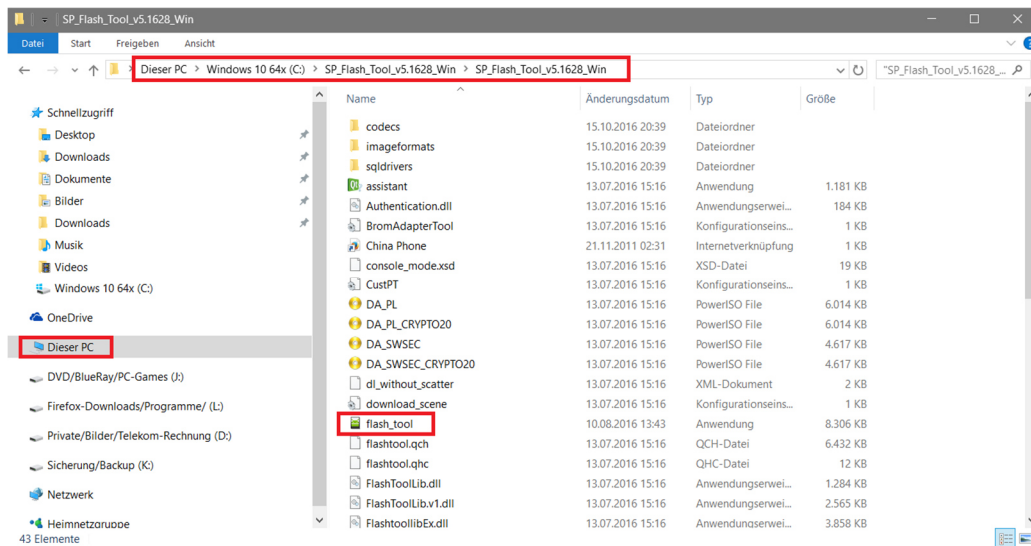 SP_Flash_Tool_v5.1628_Win
Datei Start Freigeben Ansicht
Dieser PC > Windows 10 64x (C:) > SP_Flash_Tool_v5.1628_Win > SP_Flash_Tool_v5.1628_Win
"SP_Flash_Tool_v5.1628_...
Schnellzugriff
Desktop
Downloads
Dokumente
Bilder
Downloads
Musik
Videos
Windows 10 64x (C:)
OneDrive
Dieser PC
DVD/BlueRay/PC-Games (J:)
Firefox-Downloads/Programme/ (L:)
Private/Bilder/Telekom-Rechnung (D:)
Sicherung/Backup (K:)
Netzwerk
Heimnetzgruppe
Name Änderungsdatum Typ Größe
codecs 15.10.2016 20:39 Dateiordner
imageformats 15.10.2016 20:39 Dateiordner
sqldrivers 15.10.2016 20:39 Dateiordner
assistant 13.07.2016 15:16 Anwendung 1.181 KB
Authentication.dll 13.07.2016 15:16 Anwendungserwei... 184 KB
BromAdapterTool 13.07.2016 15:16 Konfigurationseins... 1 KB
China Phone 21.11.2011 02:31 Internetverknüpfung 1 KB
console_mode.xsd 13.07.2016 15:16 XSD-Datei 19 KB
CustPT 13.07.2016 15:16 Konfigurationseins... 1 KB
DA_PL 13.07.2016 15:16 PowerISO File 6.014 KB
DA_PL_CRYPTO20 13.07.2016 15:16 PowerISO File 6.014 KB
DA_SWSEC 13.07.2016 15:16 PowerISO File 4.617 KB
DA_SWSEC_CRYPTO20 13.07.2016 15:16 PowerISO File 4.617 KB
dl_without_scatter 13.07.2016 15:16 XML-Dokument 2 KB
download_scene 13.07.2016 15:16 Konfigurationseins... 1 KB
flash_tool 10.08.2016 13:43 Anwendung 8.306 KB
flashtool.qch 13.07.2016 15:16 QCH-Datei 6.432 KB
flashtool.qhc 13.07.2016 15:16 QHC-Datei 12 KB
FlashToolLib.dll 13.07.2016 15:16 Anwendungserwei... 1.284 KB
FlashToolLib.v1.dll 13.07.2016 15:16 Anwendungserwei... 2.565 KB
FlashtoollibEx.dll 13.07.2016 15:16 Anwendungserwei... 3.858 KB
43 Elemente